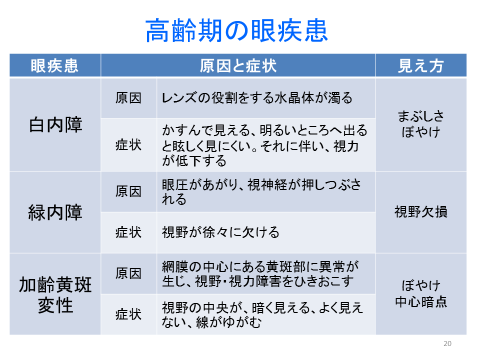 高齢期の眼疾患
眼疾患 原因と症状 見え方
白内障
原因 レンズの役割をする水晶体が濁る
症状 かすんで見える、明るいところへ出る
と眩しく見にくい。それに伴い、視力
が低下する
まぶしさ
ぼやけ
緑内障
原因 眼圧があがり、視神経が押しつぶさ
れる
症状 視野が徐々に欠ける
視野欠損
加齢黄斑
変性
原因 網膜の中心にある黄斑部に異常が
生じ、視野・視力障害をひきおこす
症状 視野の中央が、暗く見える、よく見え
ない、線がゆがむ
ぼやけ
中心暗点
20